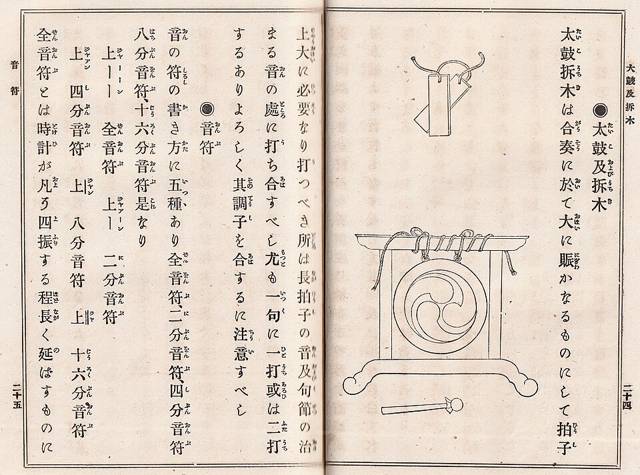 大鼓及拆木
●太鼓及拆木
太鼓拆木は合奏に於て大に賑かなるものにして拍子
二十四
上大に必要なり打つべき所は長拍子の音及句節の治
まる音の處に打ち合すべし尤も一句に一打或は二打
するありよろしく其調子を合するに注意すべし
●音符
音の符の書き方に五種あり全音符、二分音符、四分音符
八分音符、十六分音符是なり
上ーーー 全音符 上ー 二分音符
上 四分音符 上 八分音符 上 十六分音符
全音符とは時計が凡そ四振する程長く延ばすものに
音符
二十五